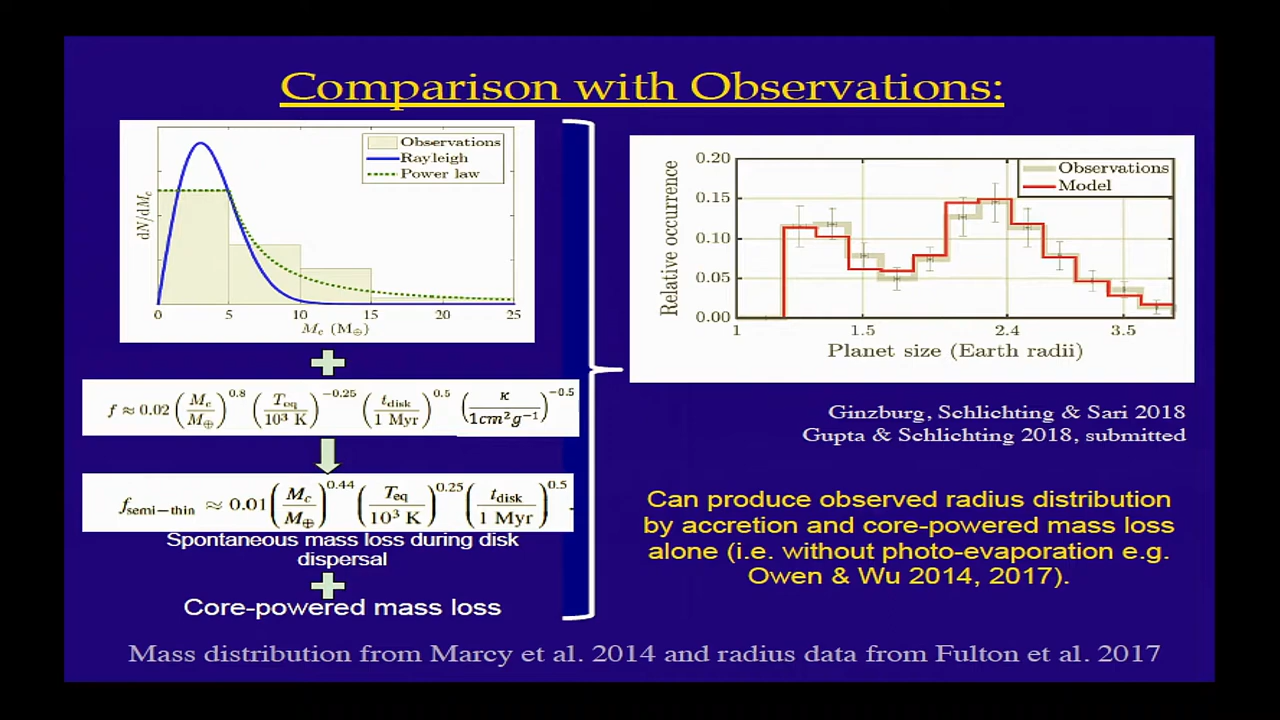 Comparison with Observations:
dN/dM_c
Observations
Rayleigh
Power law
0 5 10 15 20 25
M_c (M_⊕)
f ≈ 0.02 (M_c/M_⊕)^0.8 (T_eq/10^3 K)^−0.25 (t_disk/1 Myr)^0.5 (κ/1cm^2g^−1)^−0.5
f_semi−thin ≈ 0.01 (M_c/M_⊕)^0.44 (T_eq/10^3 K)^0.25 (t_disk/1 Myr)^0.5
Spontaneous mass loss during disk
dispersal
Core-powered mass loss
Relative occurrence
0.20
0.15
0.10
0.05
0.00
Observations
Model
1 1.5 2.4 3.5
Planet size (Earth radii)
Ginzburg, Schlichting & Sari 2018
Gupta & Schlichting 2018, submitted
Can produce observed radius distribution
by accretion and core-powered mass loss
alone (i.e. without photo-evaporation e.g.
Owen & Wu 2014, 2017).
Mass distribution from Marcy et al. 2014 and radius data from Fulton et al. 2017